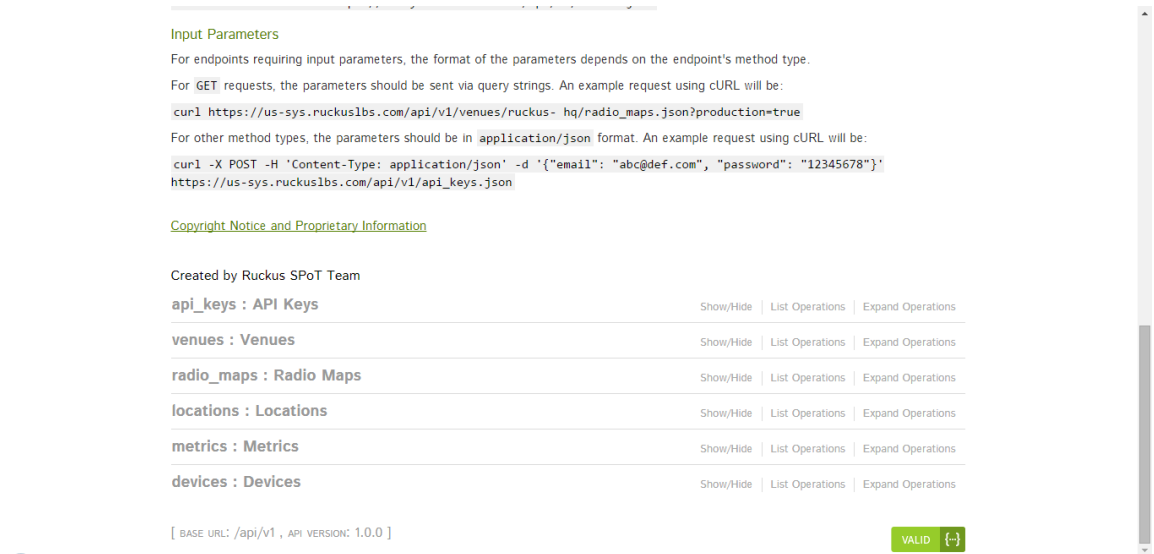 Input Parameters
For endpoints requiring input parameters, the format of the parameters depends on the endpoint's method type.
For GET requests, the parameters should be sent via query strings. An example request using cURL will be:
curl https://us-sys.ruckuslbs.com/api/v1/venues/ruckus- hq/radio_maps.json?production=true
For other method types, the parameters should be in application/json format. An example request using cURL will be:
curl -X POST -H 'Content-Type: application/json' -d '{"email": "abc@def.com", "password": "12345678"}'
https://us-sys.ruckuslbs.com/api/v1/api_keys.json
Copyright Notice and Proprietary Information
Created by Ruckus SPoT Team
api_keys : API Keys Show/Hide List Operations Expand Operations
venues : Venues Show/Hide List Operations Expand Operations
radio_maps : Radio Maps Show/Hide List Operations Expand Operations
locations : Locations Show/Hide List Operations Expand Operations
metrics : Metrics Show/Hide List Operations Expand Operations
devices : Devices Show/Hide List Operations Expand Operations
[ BASE URL: /api/v1 , API VERSION: 1.0.0 ] VALID {...}